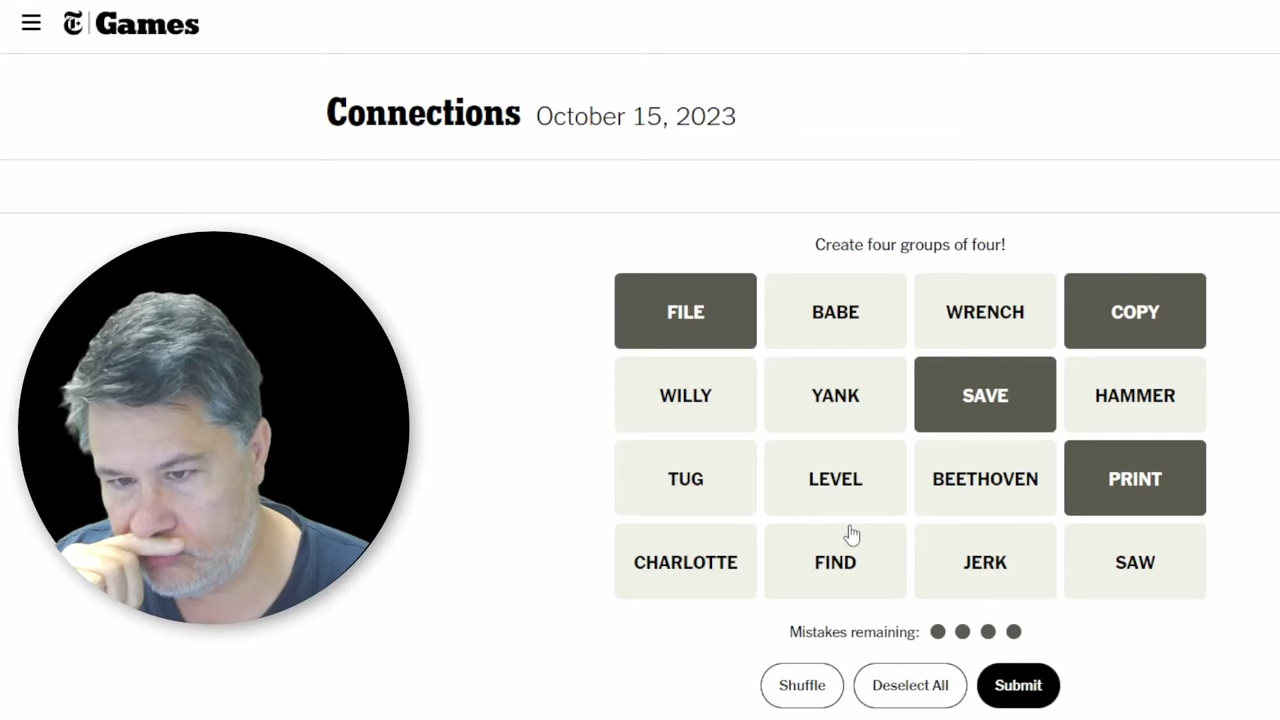 Games
Connections October 15, 2023
Create four groups of four!
FILE BABE WRENCH COPY
WILLY YANK SAVE HAMMER
TUG LEVEL BEETHOVEN PRINT
CHARLOTTE FIND JERK SAW
Mistakes remaining:
Shuffle Deselect All Submit